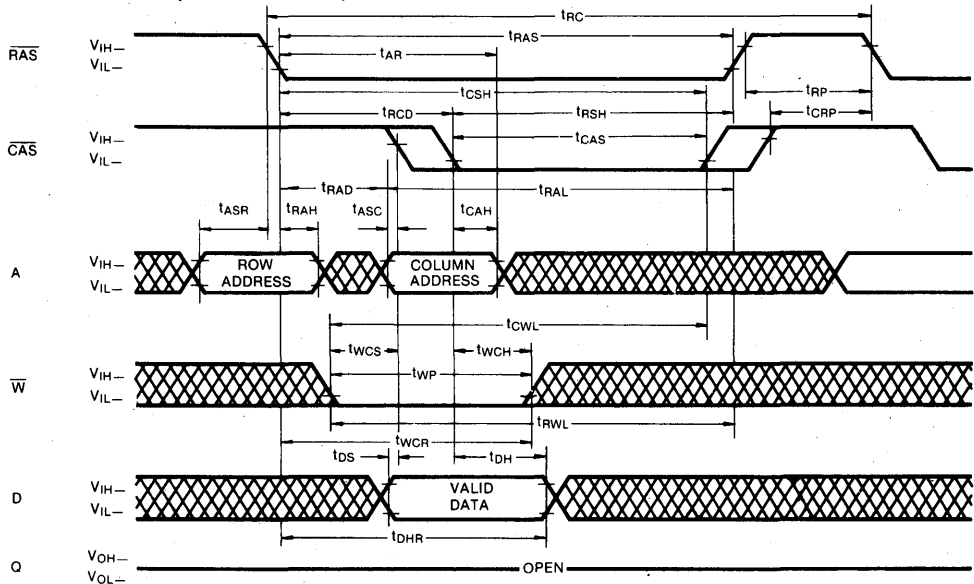 tRC
RAS
VIH–
VIL–
tRAS
tAR
tCSH
tRP
tRCD
tRSH
tCRP
CAS
VIH–
VIL–
tCAS
tRAD
tRAL
tASR
tRAH
tASC
tCAH
A
VIH–
VIL–
ROW
ADDRESS
COLUMN
ADDRESS
tCWL
tWCS
tWCH
W
VIH–
VIL–
tWP
tRWL
tWCR
tDS
tDH
D
VIH–
VIL–
VALID
DATA
tDHR
Q
VOH–
VOL–
OPEN